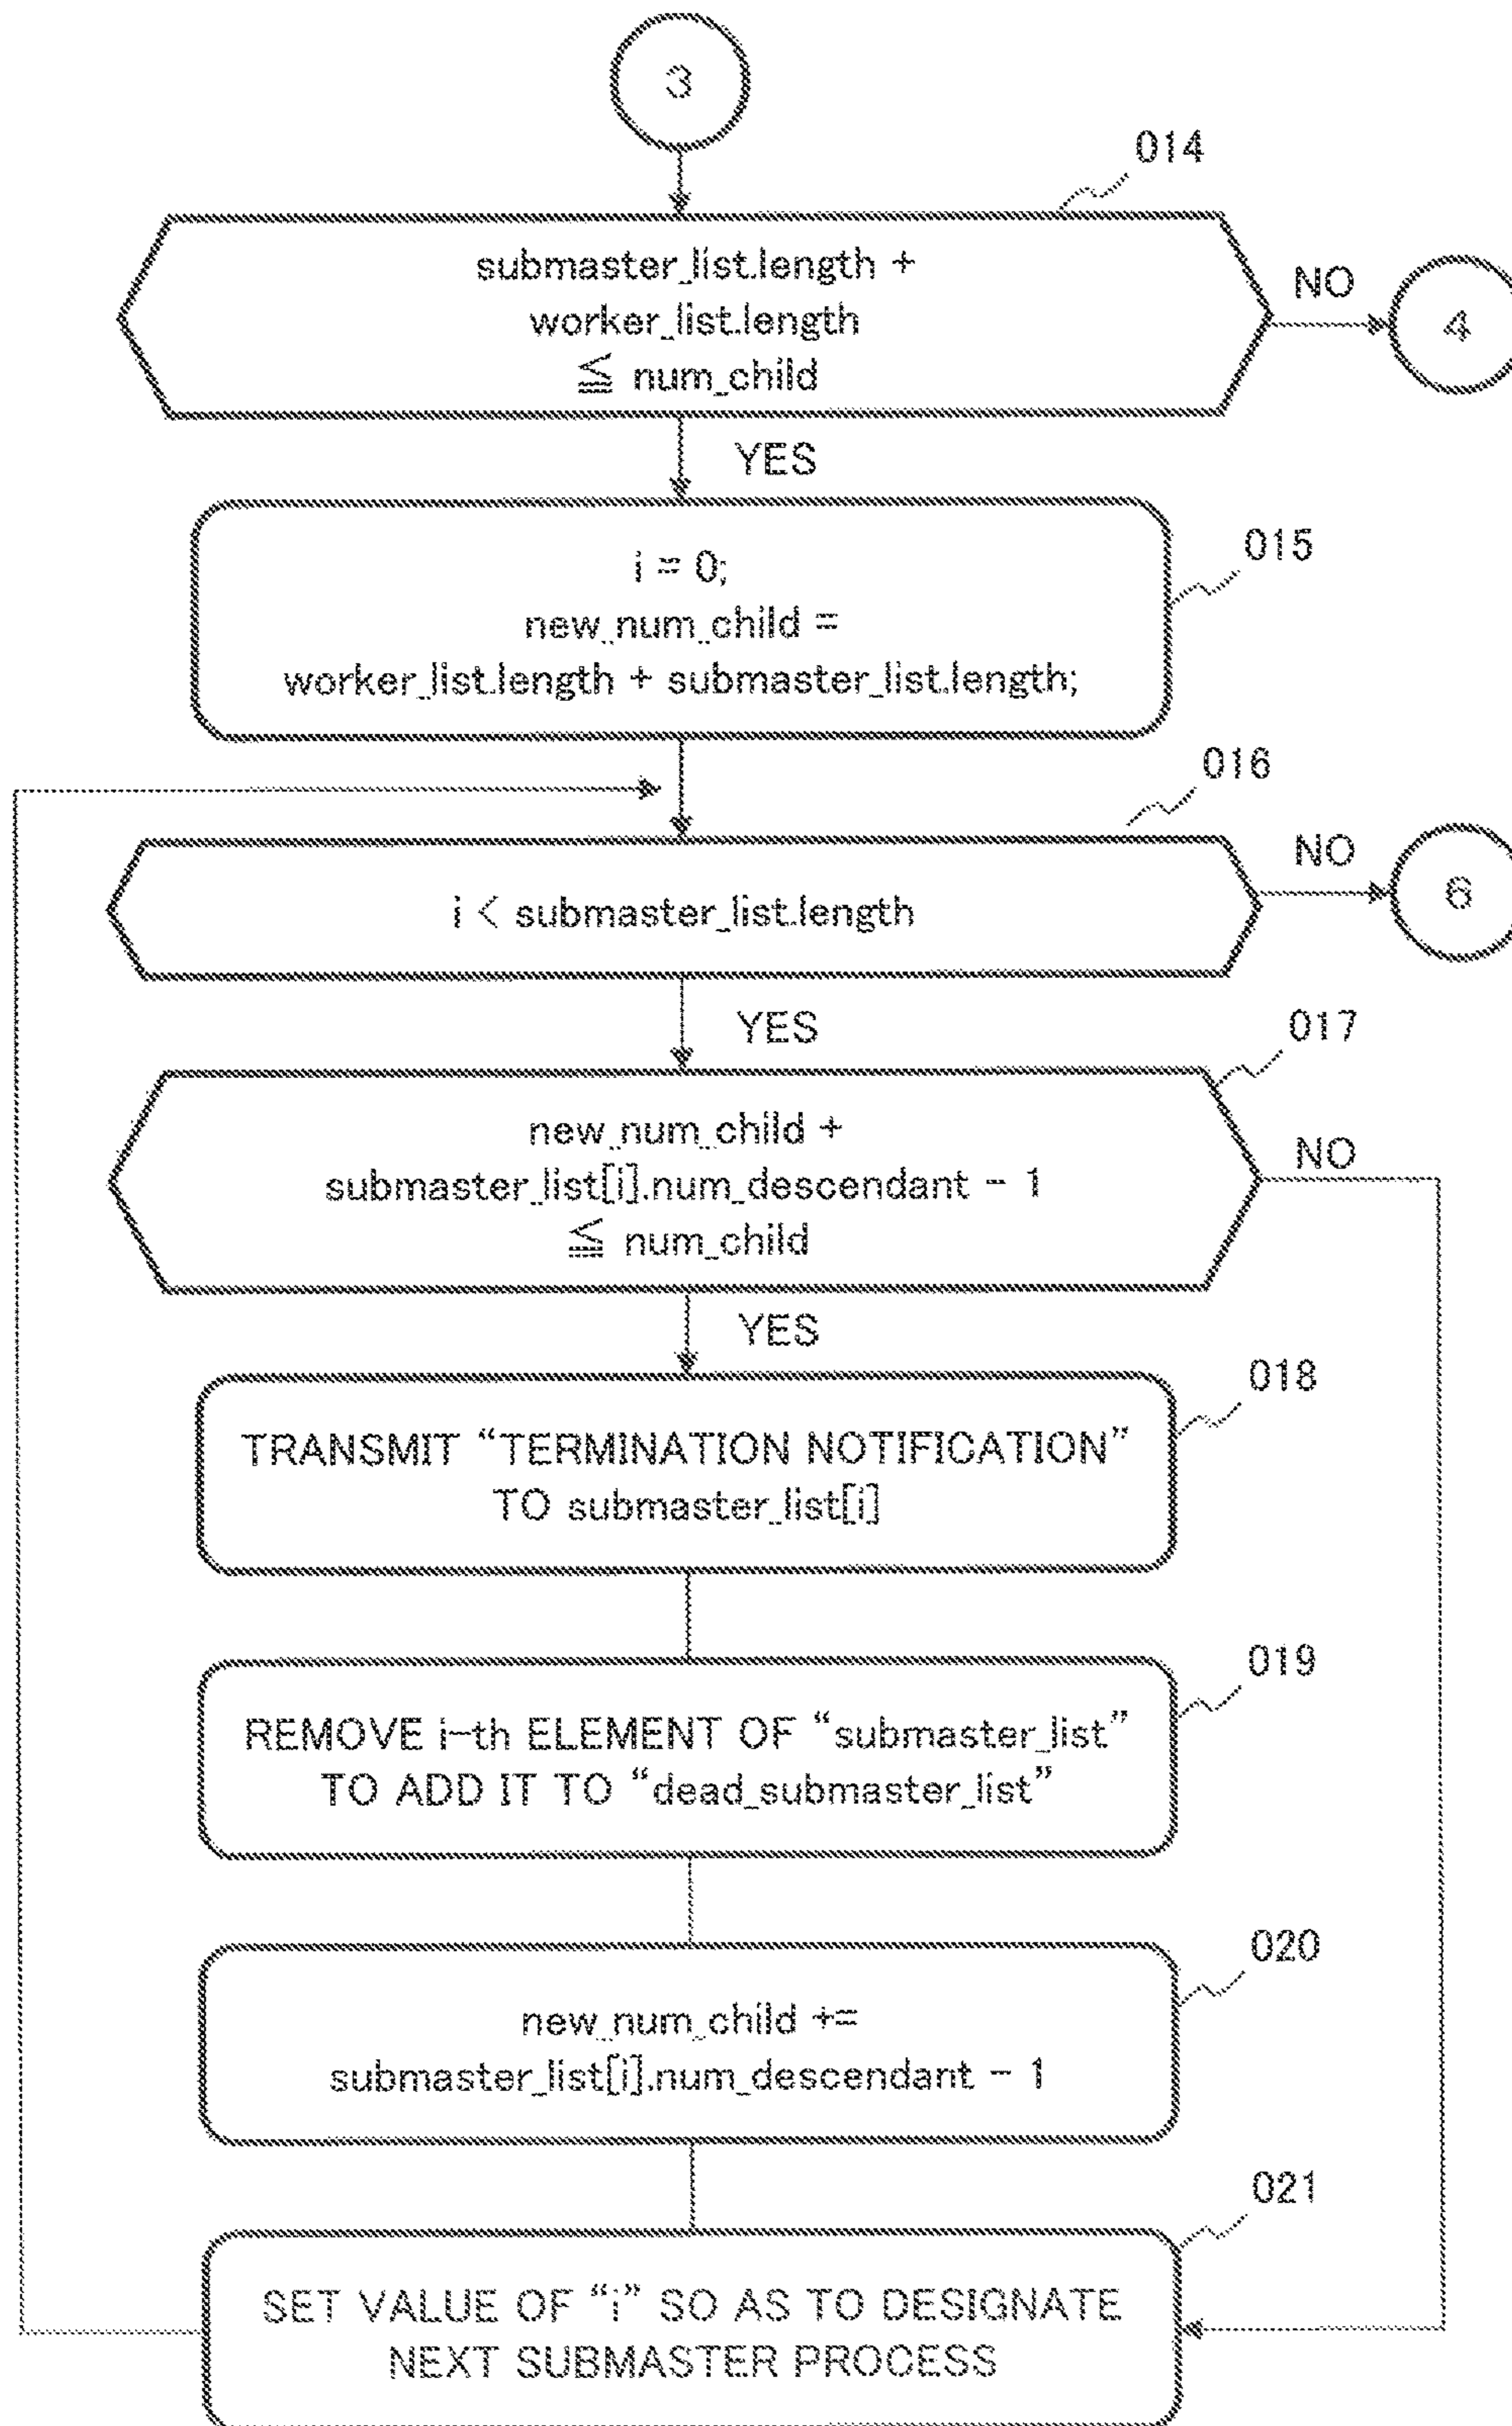 3
014
submaster_list.length +
worker_list.length
≦ num_child
NO
4
YES
015
i = 0;
new_num_child =
worker_list.length + submaster_list.length;
016
i < submaster_list.length
NO
6
YES
017
new_num_child +
submaster_list[i].num_descendant - 1
≦ num_child
NO
YES
018
TRANSMIT “TERMINATION NOTIFICATION”
TO submaster_list[i]
019
REMOVE i-th ELEMENT OF “submaster_list”
TO ADD IT TO “dead_submaster_list”
020
new_num_child +=
submaster_list[i].num_descendant - 1
021
SET VALUE OF “i” SO AS TO DESIGNATE
NEXT SUBMASTER PROCESS